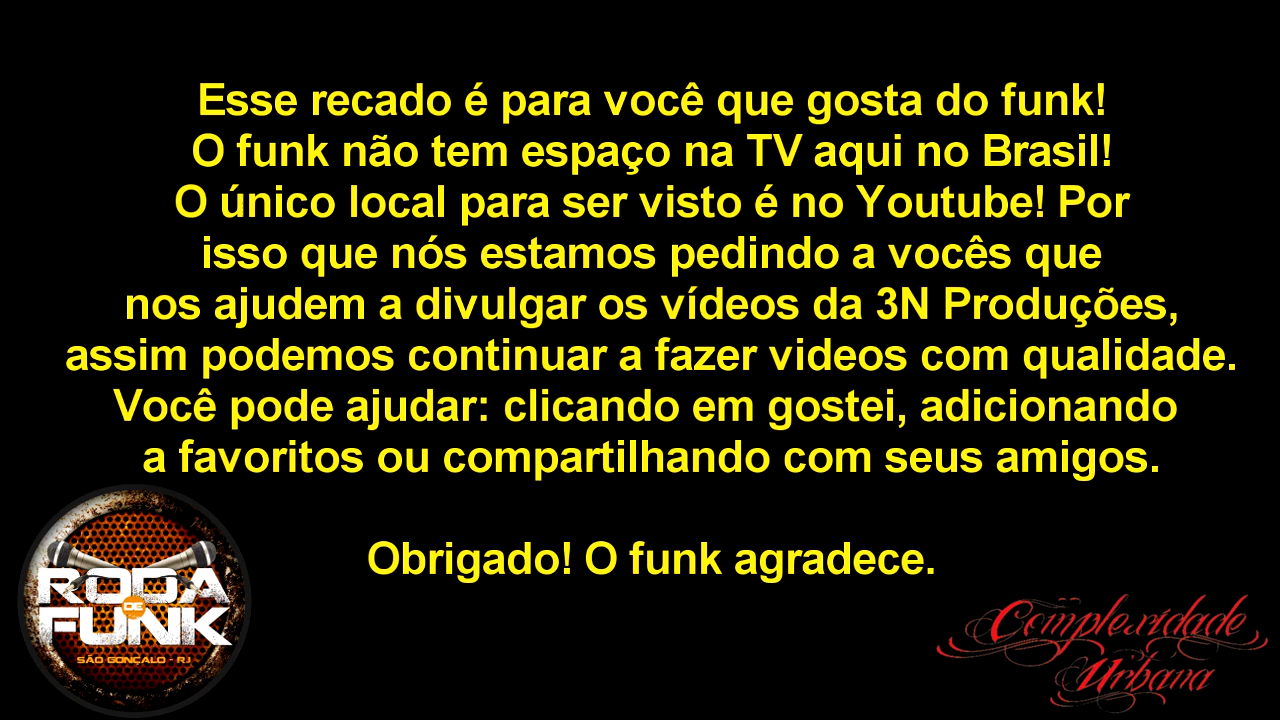 Esse recado é para você que gosta do funk!
O funk não tem espaço na TV aqui no Brasil!
O único local para ser visto é no Youtube! Por
isso que nós estamos pedindo a vocês que
nos ajudem a divulgar os vídeos da 3N Produções,
assim podemos continuar a fazer videos com qualidade.
Você pode ajudar: clicando em gostei, adicionando
a favoritos ou compartilhando com seus amigos.
Obrigado! O funk agradece.
RODA
DE
FUNK
SÃO GONÇALO - RJ
Complexidade
Urbana